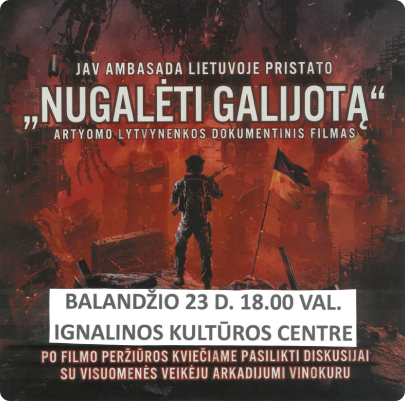 JAV AMBASADA LIETUVOJE PRISTATO
„NUGALĖTI GALIJOTĄ“
ARTYOMO LYTVYNENKOS DOKUMENTINIS FILMAS
BALANDŽIO 23 D. 18.00 VAL.
IGNALINOS KULTŪROS CENTRE
PO FILMO PERŽIŪROS KVIEČIAME PASILIKTI DISKUSIJAI
SU VISUOMENĖS VEIKĖJU ARKADIJUMI VINOKURU